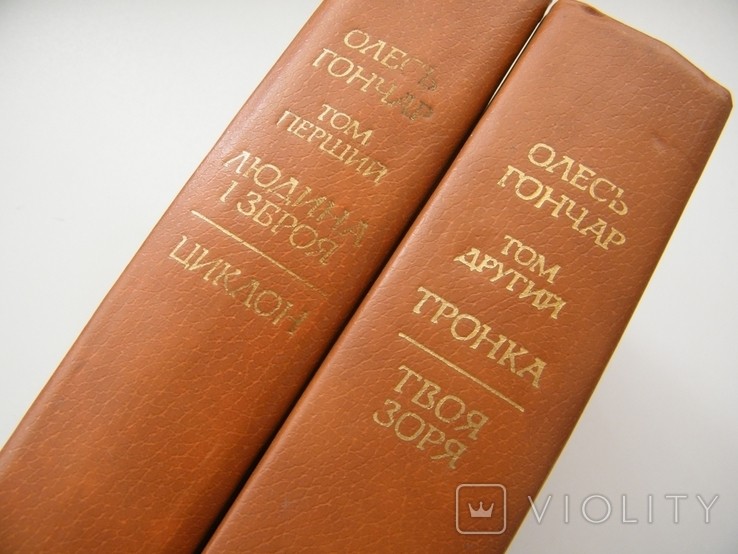 ОЛЕСЬ
ГОНЧАР
ТОМ
ПЕРШИЙ
ЛЮДИНА
І ЗБРОЯ
ЦИКЛОН
ОЛЕСЬ
ГОНЧАР
ТОМ
ДРУГИЙ
ТРОНКА
ТВОЯ
ЗОРЯ
VIOLITY